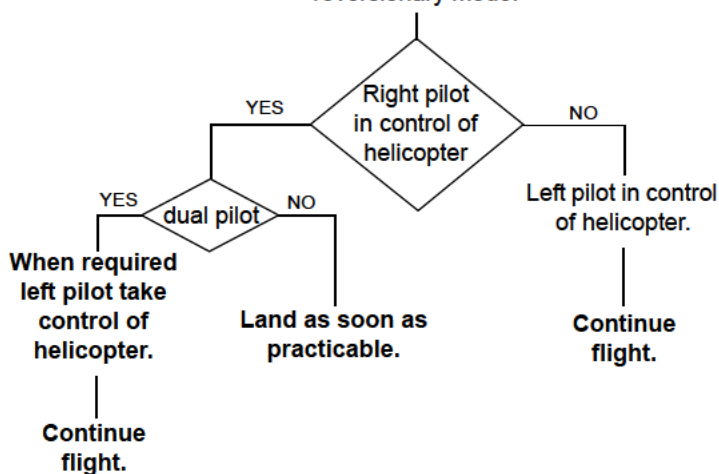 Right pilot
in control of
helicopter
YES
NO
Left pilot in control
of helicopter.
dual pilot
YES
NO
When required
left pilot take
control of
helicopter.
Land as soon as
practicable.
Continue
flight.
Continue
flight.